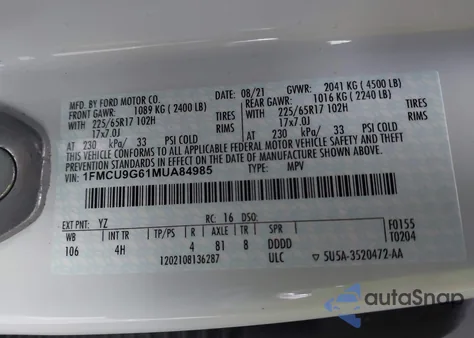 MFD. BY FORD MOTOR CO. 08/21 GVWR: 2041 KG (4500 LB)
FRONT GAWR: 1089 KG (2400 LB) REAR GAWR: 1016 KG (2240 LB)
WITH 225/65R17 102H TIRES WITH 225/65R17 102H TIRES
17x7.0J RIMS 17x7.0J RIMS
AT 230 kPa/ 33 PSI COLD AT 230 kPa/ 33 PSI COLD
THIS VEHICLE CONFORMS TO ALL APPLICABLE FEDERAL MOTOR VEHICLE SAFETY AND THEFT
PREVENTION STANDARDS IN EFFECT ON THE DATE OF MANUFACTURE SHOWN ABOVE.
VIN: 1FMCU9G61MUA84985 TYPE: MPV
EXT PNT: YZ RC: 16 DSO: F0155
WB INT TR TP/PS R AXLE TR SPR T0204
106 4H 4 81 8 DDDD
1202108136287 ULC 5U5A-3520472-AA
autoSnap